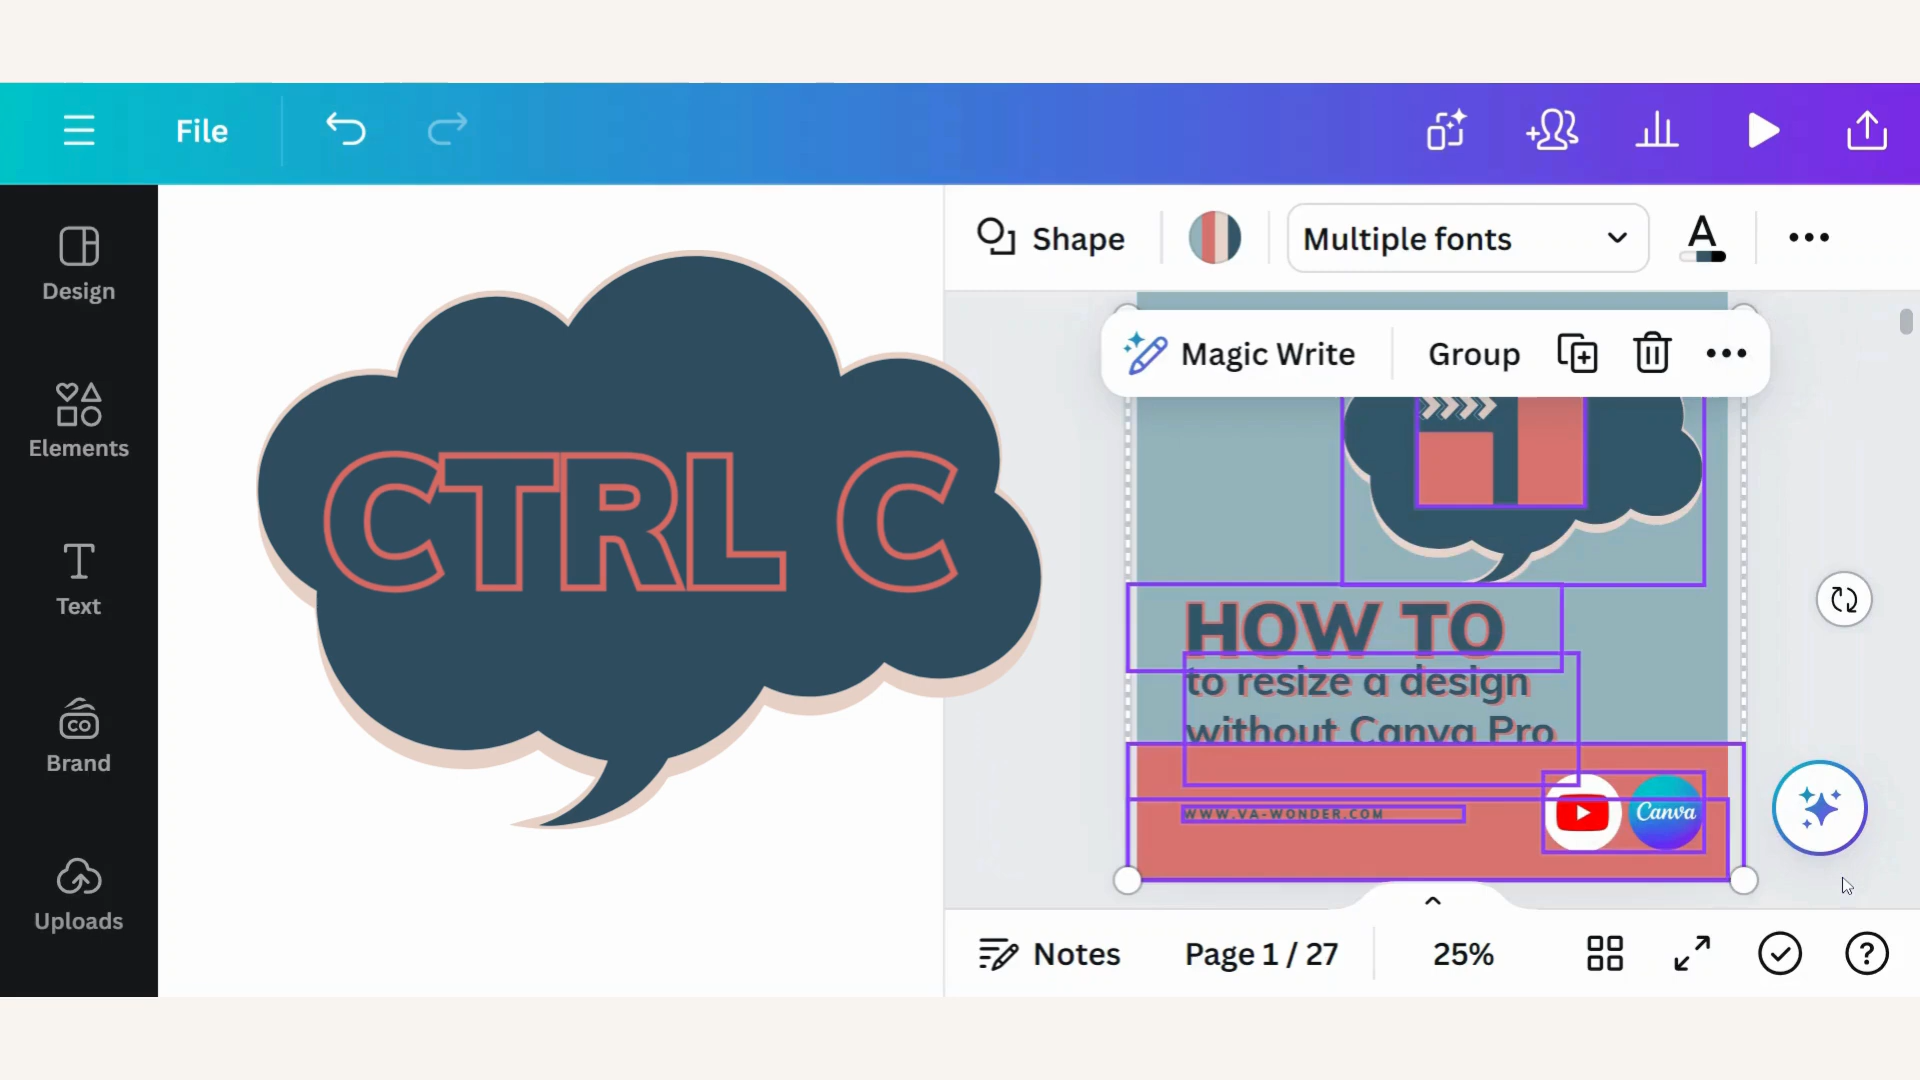 File
Design
Elements
Text
Brand
Uploads
CTRL C
Shape
Multiple fonts
A
Magic Write
Group
HOW TO
to resize a design
without Canva Pro
WWW.VA-WONDER.COM
Canva
Notes
Page 1 / 27
25%